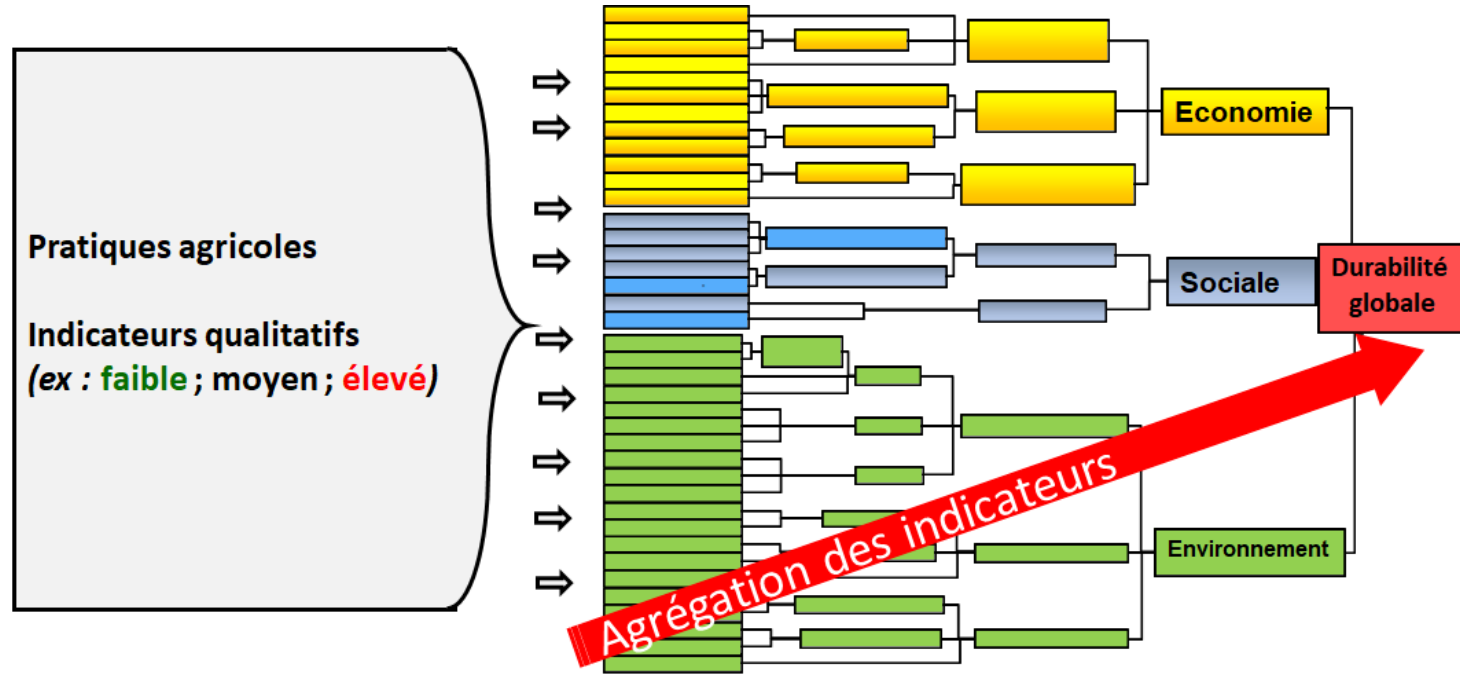 Pratiques agricoles
Indicateurs qualitatifs
(ex : faible ; moyen ; élevé)
Economie
Sociale
Durabilité
globale
Environnement
Agrégation des indicateurs